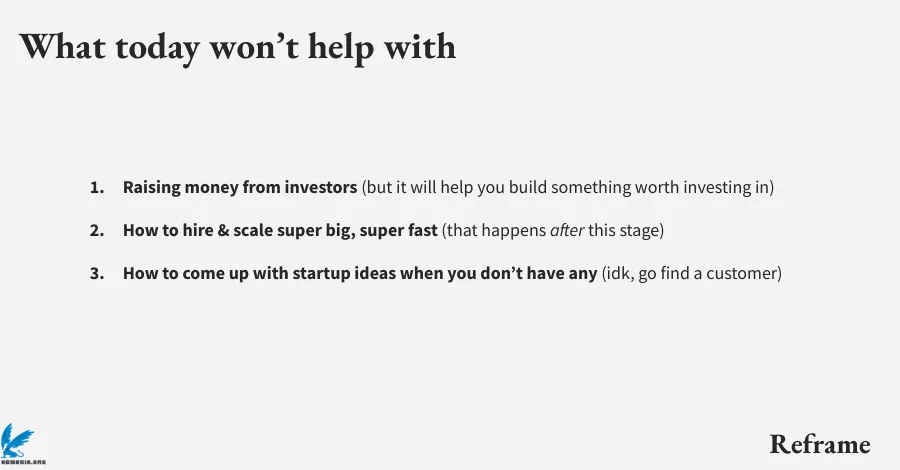 What today won’t help with
1. Raising money from investors (but it will help you build something worth investing in)
2. How to hire & scale super big, super fast (that happens after this stage)
3. How to come up with startup ideas when you don’t have any (idk, go find a customer)
Reframe